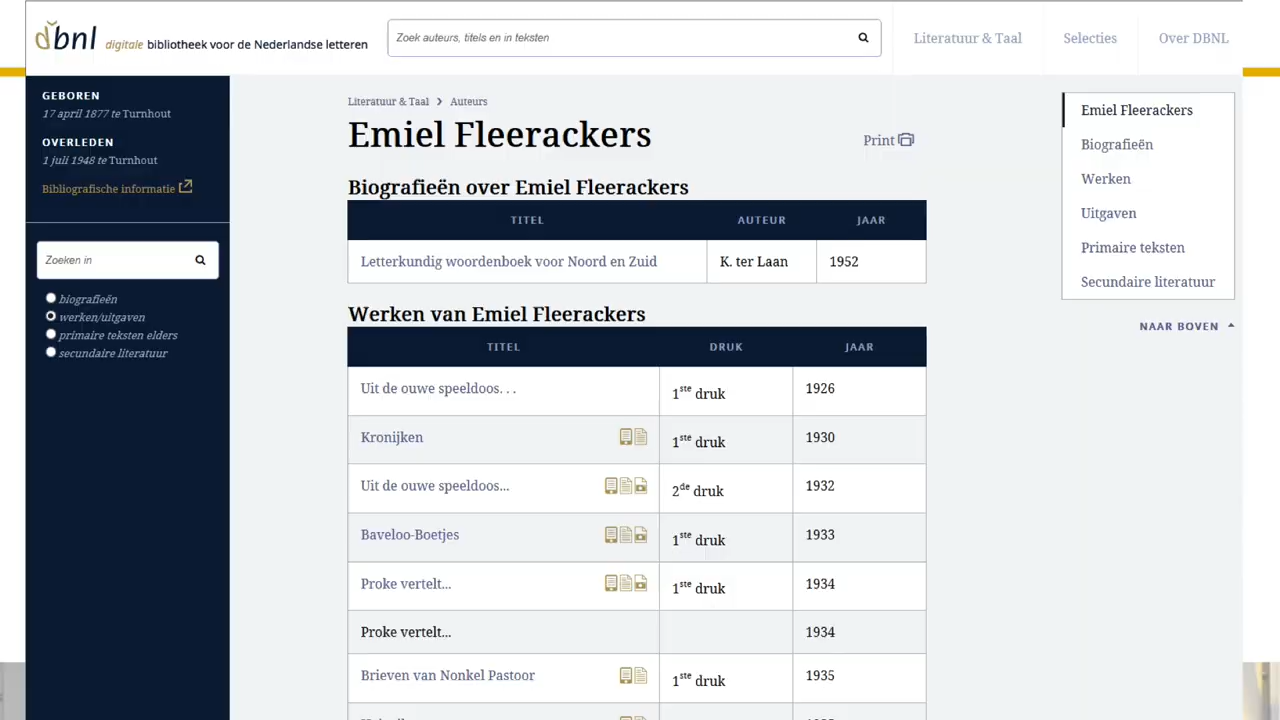 dbnl digitale bibliotheek voor de Nederlandse letteren
Zoek auteurs, titels en in teksten
Literatuur & Taal
Selecties
Over DBNL
GEBOREN
17 april 1877 te Turnhout
OVERLEDEN
1 juli 1948 te Turnhout
Bibliografische informatie
Zoeken in
biografieën
werken/uitgaven
primaire teksten elders
secundaire literatuur
Literatuur & Taal > Auteurs
Emiel Fleerackers
Print
Biografieën over Emiel Fleerackers
TITEL AUTEUR JAAR
Letterkundig woordenboek voor Noord en Zuid K. ter Laan 1952
Werken van Emiel Fleerackers
TITEL DRUK JAAR
Uit de ouwe speeldoos. . . 1ste druk 1926
Kronijken 1ste druk 1930
Uit de ouwe speeldoos... 2de druk 1932
Baveloo-Boetjes 1ste druk 1933
Proke vertelt... 1ste druk 1934
Proke vertelt... 1934
Brieven van Nonkel Pastoor 1ste druk 1935
Emiel Fleerackers
Biografieën
Werken
Uitgaven
Primaire teksten
Secundaire literatuur
NAAR BOVEN